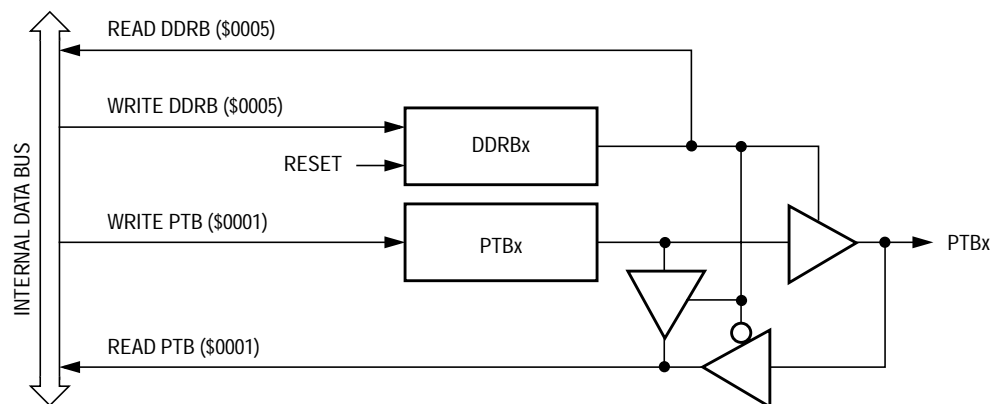 READ DDRB ($0005)
WRITE DDRB ($0005)
DDRBx
RESET
INTERNAL DATA BUS
WRITE PTB ($0001)
PTBx
PTBx
READ PTB ($0001)